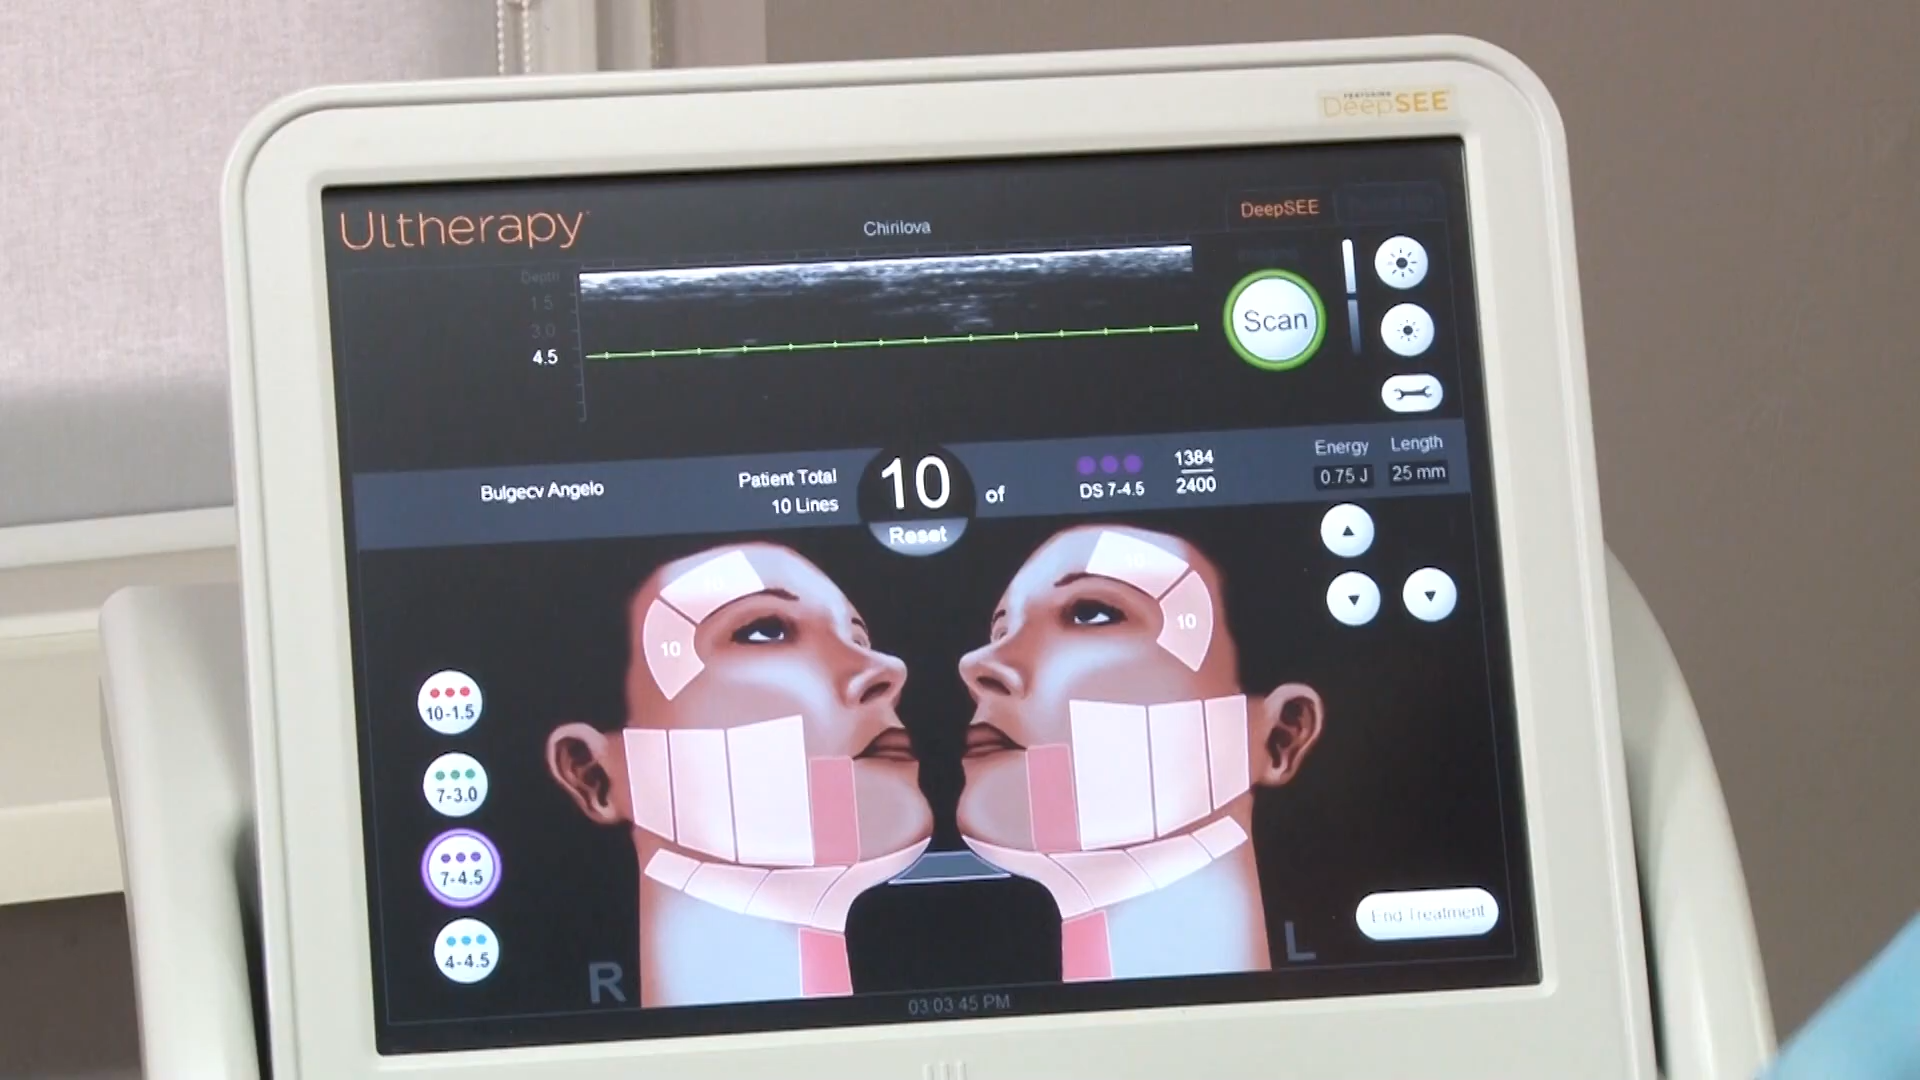 FEATURING
DeepSEE
Ultherapy
Chirilova
DeepSEE
Depth
1.5
3.0
4.5
Scan
Bulgecv Angelo
Patient Total
10 Lines
10
Reset
of
DS 7-4.5
1384
2400
Energy
0.75 J
Length
25 mm
10
10
10
10
10-1.5
7-3.0
7-4.5
4-4.5
R
L
End Treatment
03:03:45 PM